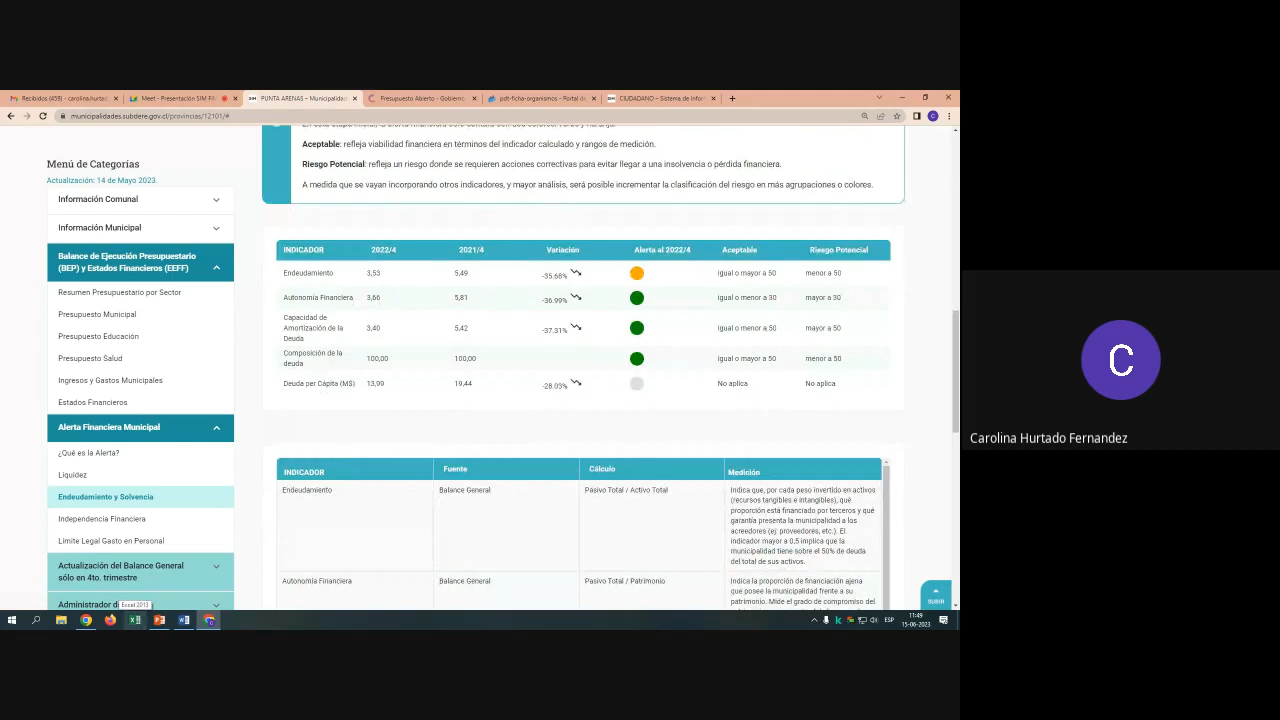 Recibidos (459) - carolina.hurtad
Meet - Presentación SIM FI
PUNTA ARENAS – Municipalidad
Presupuesto Abierto - Gobierno
pdt-ficha-organismos - Portal de
CIUDADANO – Sistema de Infor
municipalidades.subdere.gov.cl/provincias/12101/#
Menú de Categorías
Actualización: 14 de Mayo 2023.
Información Comunal
Información Municipal
Balance de Ejecución Presupuestario
(BEP) y Estados Financieros (EEFF)
Resumen Presupuestario por Sector
Presupuesto Municipal
Presupuesto Educación
Presupuesto Salud
Ingresos y Gastos Municipales
Estados Financieros
Alerta Financiera Municipal
¿Qué es la Alerta?
Liquidez
Endeudamiento y Solvencia
Independencia Financiera
Límite Legal Gasto en Personal
Actualización del Balance General
sólo en 4to. trimestre
Administrador d
Excel 2013
Aceptable: refleja viabilidad financiera en términos del indicador calculado y rangos de medición.
Riesgo Potencial: refleja un riesgo donde se requieren acciones correctivas para evitar llegar a una insolvencia o pérdida financiera.
A medida que se vayan incorporando otros indicadores, y mayor análisis, será posible incrementar la clasificación del riesgo en más agrupaciones o colores.
INDICADOR 2022/4 2021/4 Variación Alerta al 2022/4 Aceptable Riesgo Potencial
Endeudamiento 3,53 5,49 -35.68% igual o mayor a 50 menor a 50
Autonomía Financiera 3,66 5,81 -36.99% igual o menor a 30 mayor a 30
Capacidad de
Amortización de la
Deuda
3,40 5,42 -37.31% igual o menor a 50 mayor a 50
Composición de la
deuda
100,00 100,00 igual o mayor a 50 menor a 50
Deuda per Cápita (M$) 13,99 19,44 -28.03% No aplica No aplica
INDICADOR Fuente Cálculo Medición
Endeudamiento Balance General Pasivo Total / Activo Total
Indica que, por cada peso invertido en activos
(recursos tangibles e intangibles), qué
proporción está financiado por terceros y qué
garantía presenta la municipalidad a los
acreedores (ej: proveedores, etc.). El
indicador mayor a 0,5 implica que la
municipalidad tiene sobre el 50% de deuda
del total de sus activos.
Autonomía Financiera Balance General Pasivo Total / Patrimonio
Indica la proporción de financiación ajena
que posee la municipalidad frente a su
patrimonio. Mide el grado de compromiso del
SUBIR
ESP
11:49
15-06-2023
C
Carolina Hurtado Fernandez